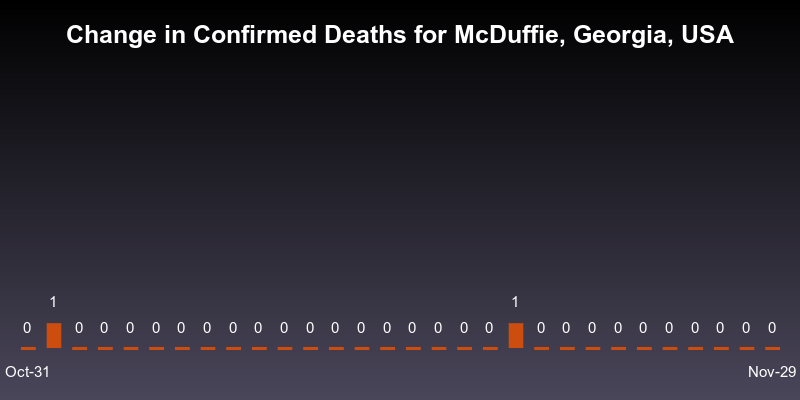 Change in Confirmed Deaths for McDuffie, Georgia, USA
1 1
0 0 0 0 0 0 0 0 0 0 0 0 0 0 0 0 0 0 0 0 0 0 0 0 0 0 0 0
Oct-31 Nov-29